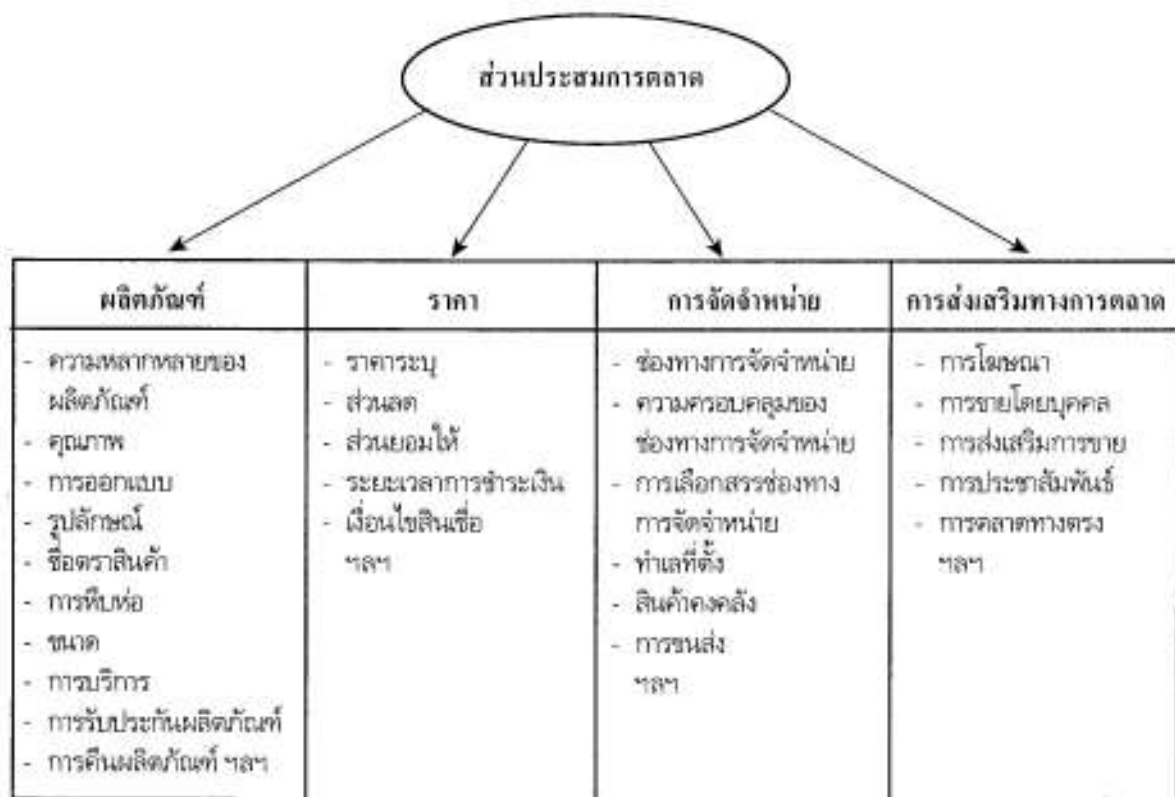 ส่วนประสมการตลาด
ผลิตภัณฑ์
- ความหลากหลายของ
ผลิตภัณฑ์
- คุณภาพ
- การออกแบบ
- รูปลักษณ์
- ชื่อตราสินค้า
- การหีบห่อ
- ขนาด
- การบริการ
- การรับประกันผลิตภัณฑ์
- การคืนผลิตภัณฑ์ ฯลฯ
ราคา
- ราคาระบุ
- ส่วนลด
- ส่วนยอมให้
- ระยะเวลาการชำระเงิน
- เงื่อนไขสินเชื่อ
ฯลฯ
การจัดจำหน่าย
- ช่องทางการจัดจำหน่าย
- ความครอบคลุมของ
ช่องทางการจัดจำหน่าย
- การเลือกสรรช่องทาง
การจัดจำหน่าย
- ทำเลที่ตั้ง
- สินค้าคงคลัง
- การขนส่ง
ฯลฯ
การส่งเสริมทางการตลาด
- การโฆษณา
- การขายโดยบุคคล
- การส่งเสริมการขาย
- การประชาสัมพันธ์
- การตลาดทางตรง
ฯลฯ